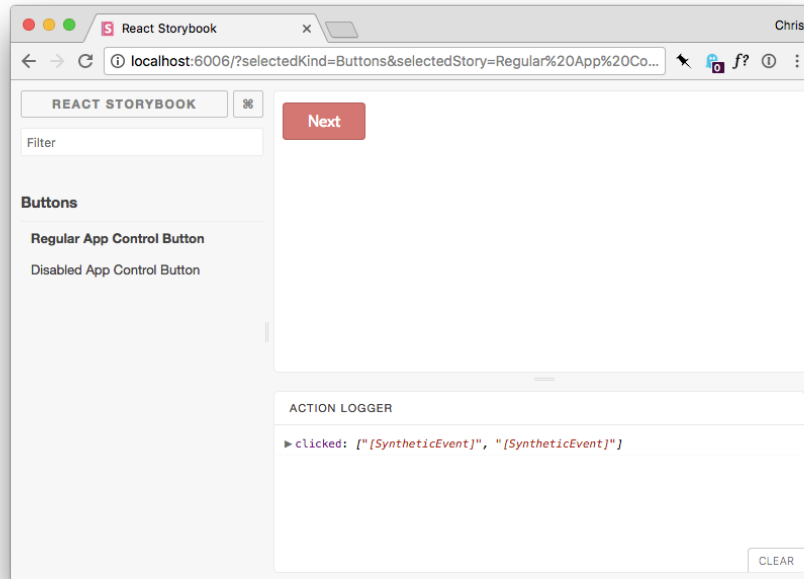 React Storybook
Chris
localhost:6006/?selectedKind=Buttons&selectedStory=Regular%20App%20Co...
0
f?
REACT STORYBOOK
⌘
Filter
Next
Buttons
Regular App Control Button
Disabled App Control Button
ACTION LOGGER
▶clicked: ["[SyntheticEvent]", "[SyntheticEvent]"]
CLEAR